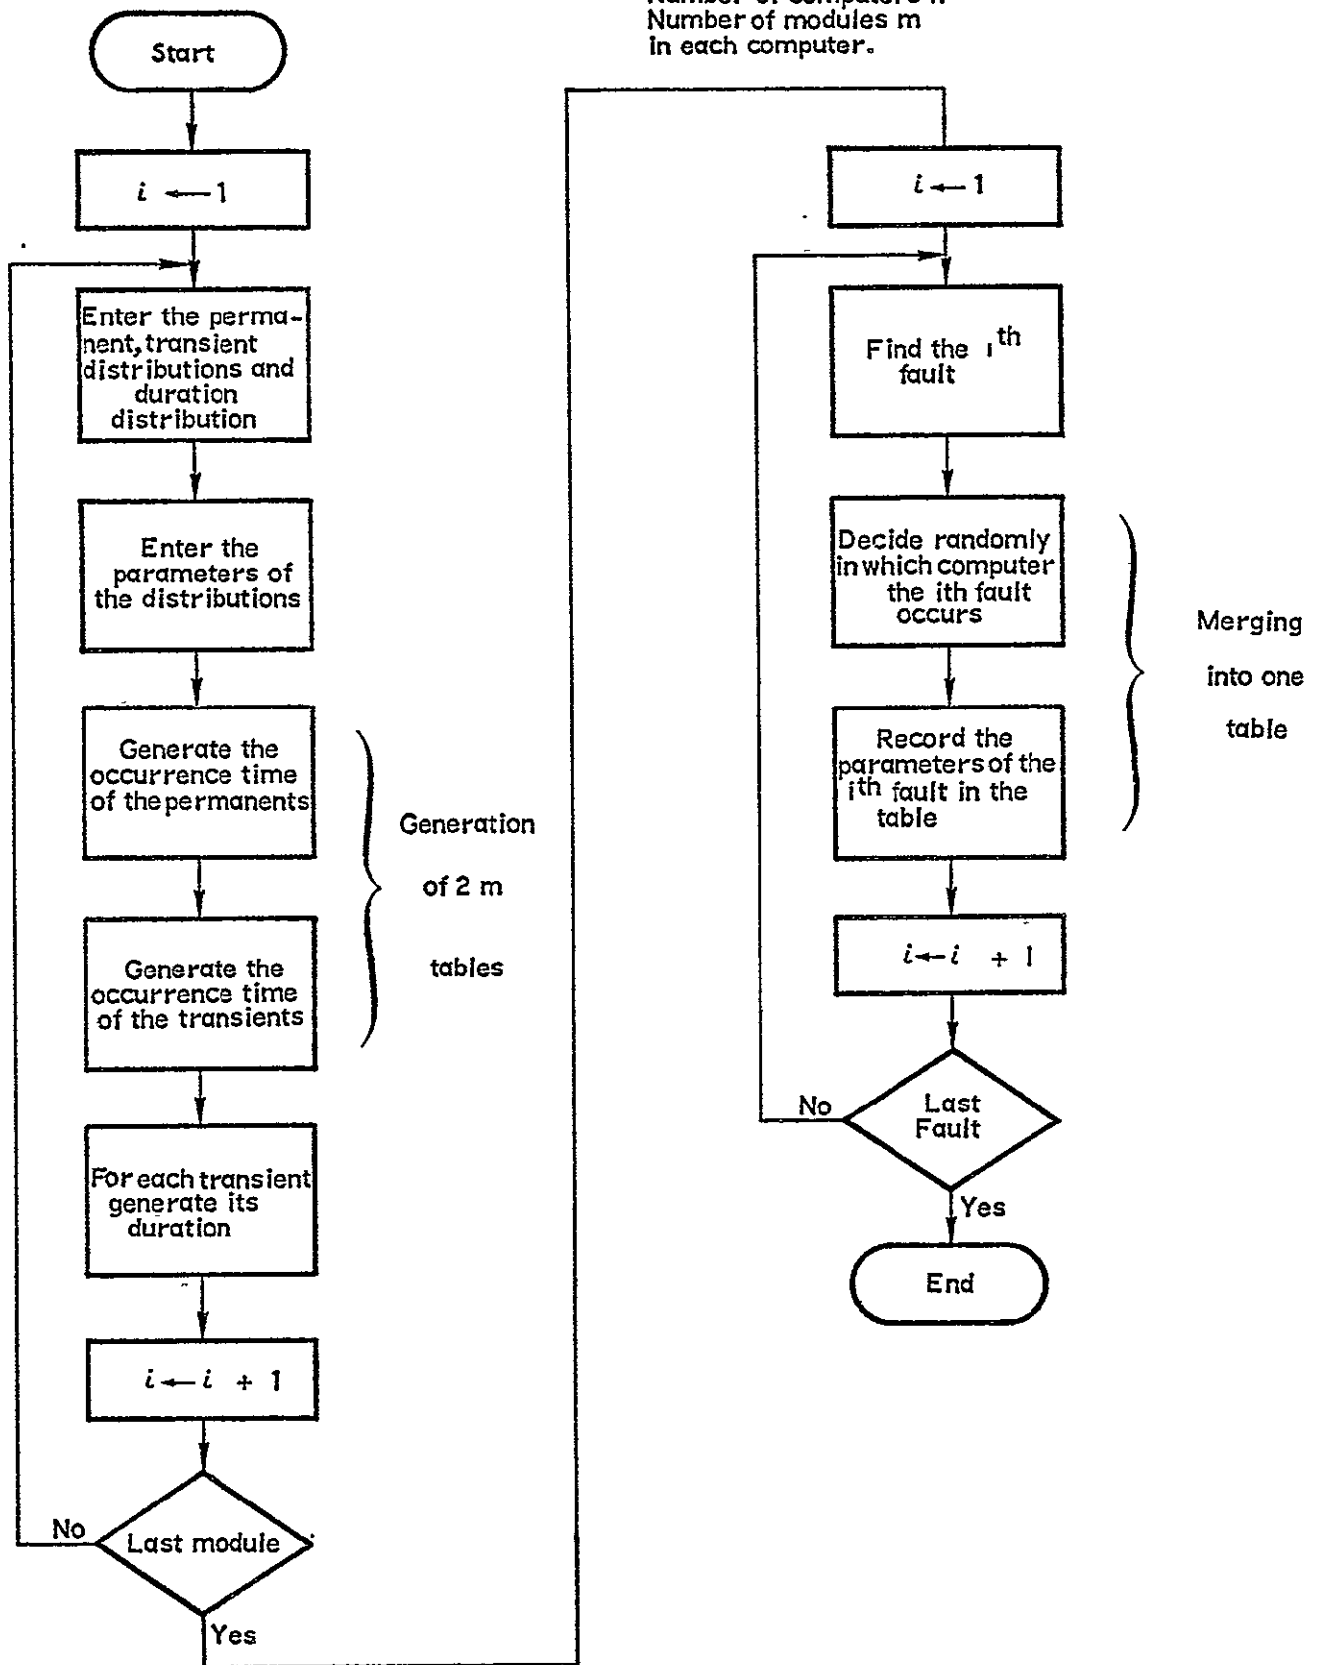 Number of modules m
in each computer.
Start
i ← 1
Enter the perma-
nent, transient
distributions and
duration
distribution
Enter the
parameters of
the distributions
Generate the
occurrence time
of the permanents
Generate the
occurrence time
of the transients
Generation
of 2 m
tables
For each transient
generate its
duration
i ← i + 1
Last module
No
Yes
i ← 1
Find the ith
fault
Decide randomly
in which computer
the ith fault
occurs
Record the
parameters of the
ith fault in the
table
Merging
into one
table
i ← i + 1
Last
Fault
No
Yes
End